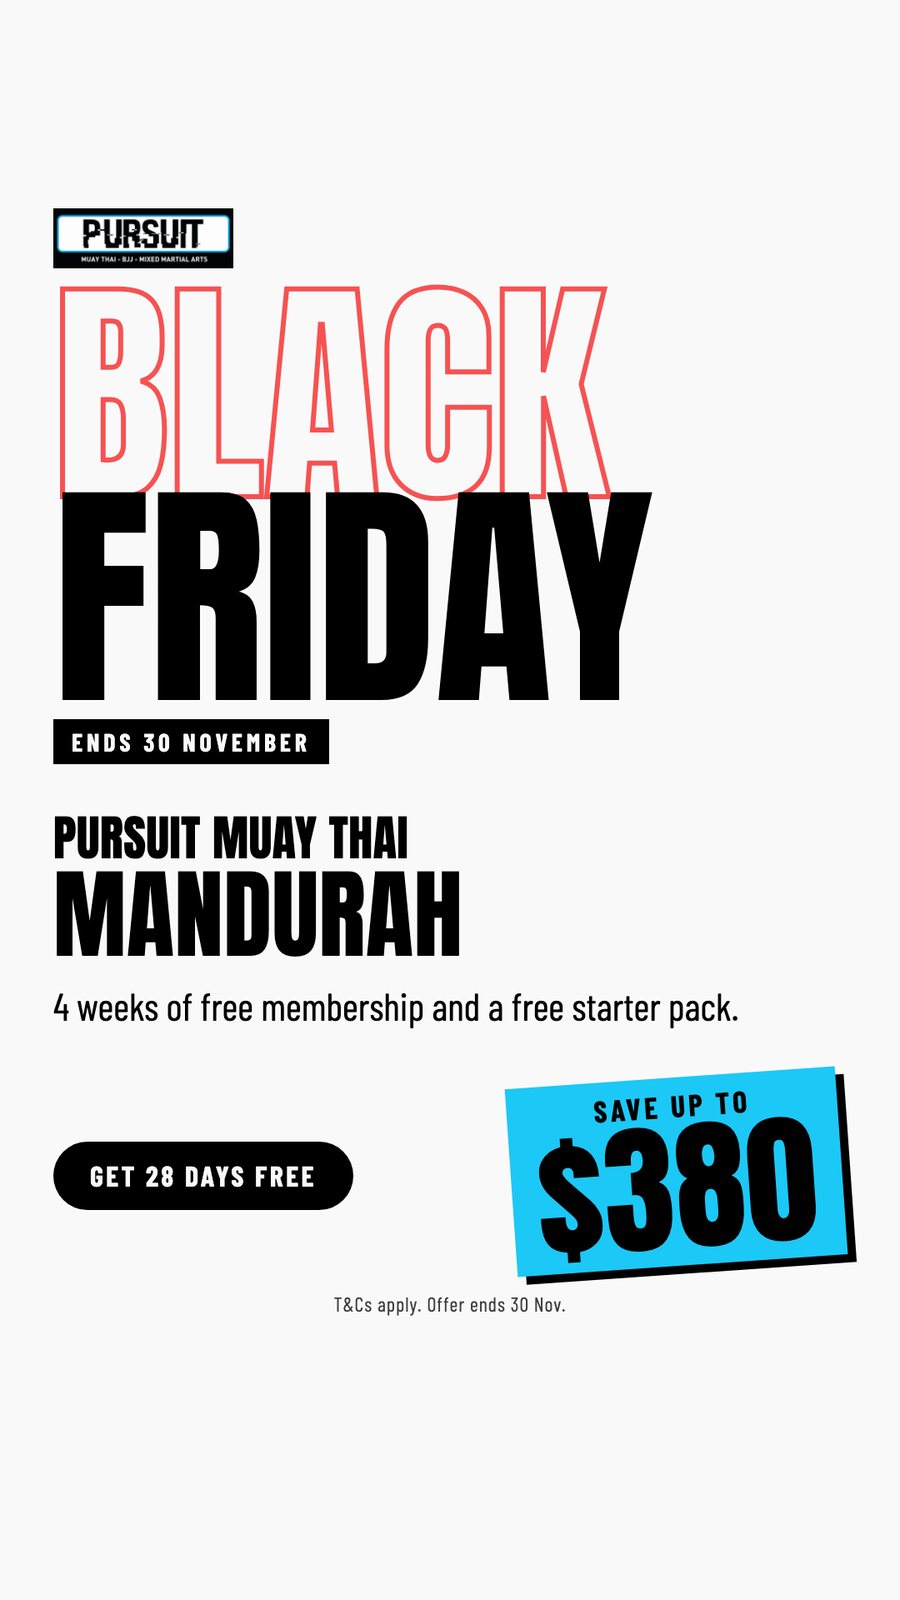 PURSUIT
MUAY THAI - BJJ - MIXED MARTIAL ARTS
BLACK
FRIDAY
ENDS 30 NOVEMBER
PURSUIT MUAY THAI
MANDURAH
4 weeks of free membership and a free starter pack.
SAVE UP TO
$380
GET 28 DAYS FREE
T&Cs apply. Offer ends 30 Nov.